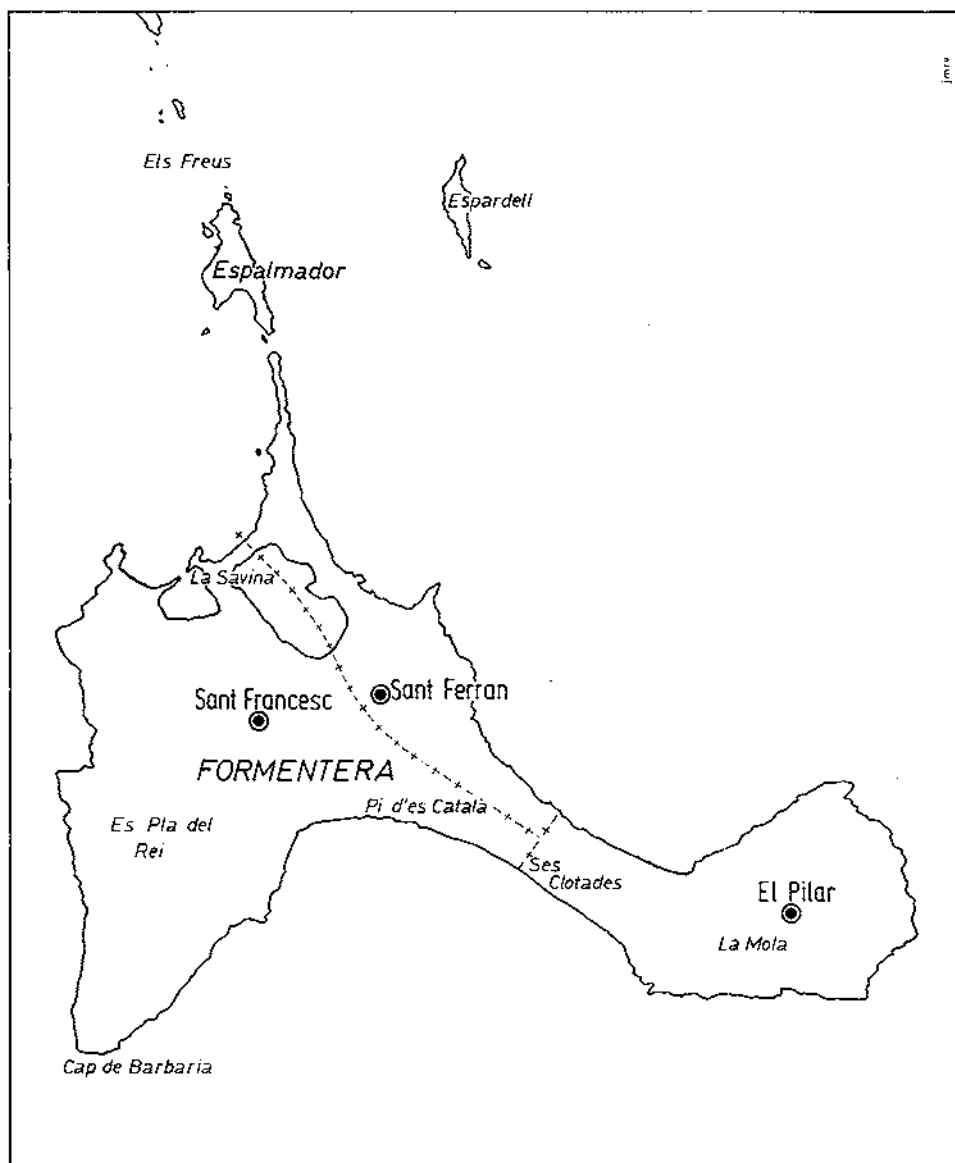 jmrv
Els Freus
Espardell
Espalmador
La Savina
Sant Ferran
Sant Francesc
FORMENTERA
Pi d'es Català
Es Pla del
Rei
Ses
Clotades
El Pilar
La Mola
Cap de Barbaria